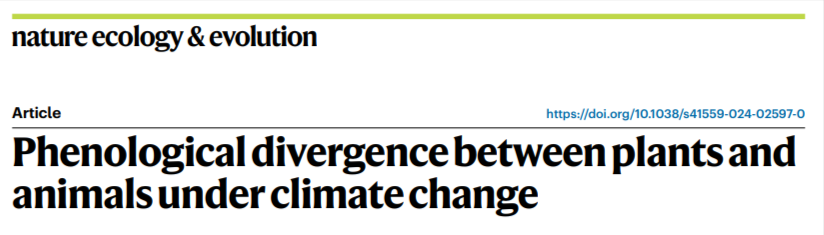 nature ecology & evolution
Article
https://doi.org/10.1038/s41559-024-02597-0
Phenological divergence between plants and
animals under climate change